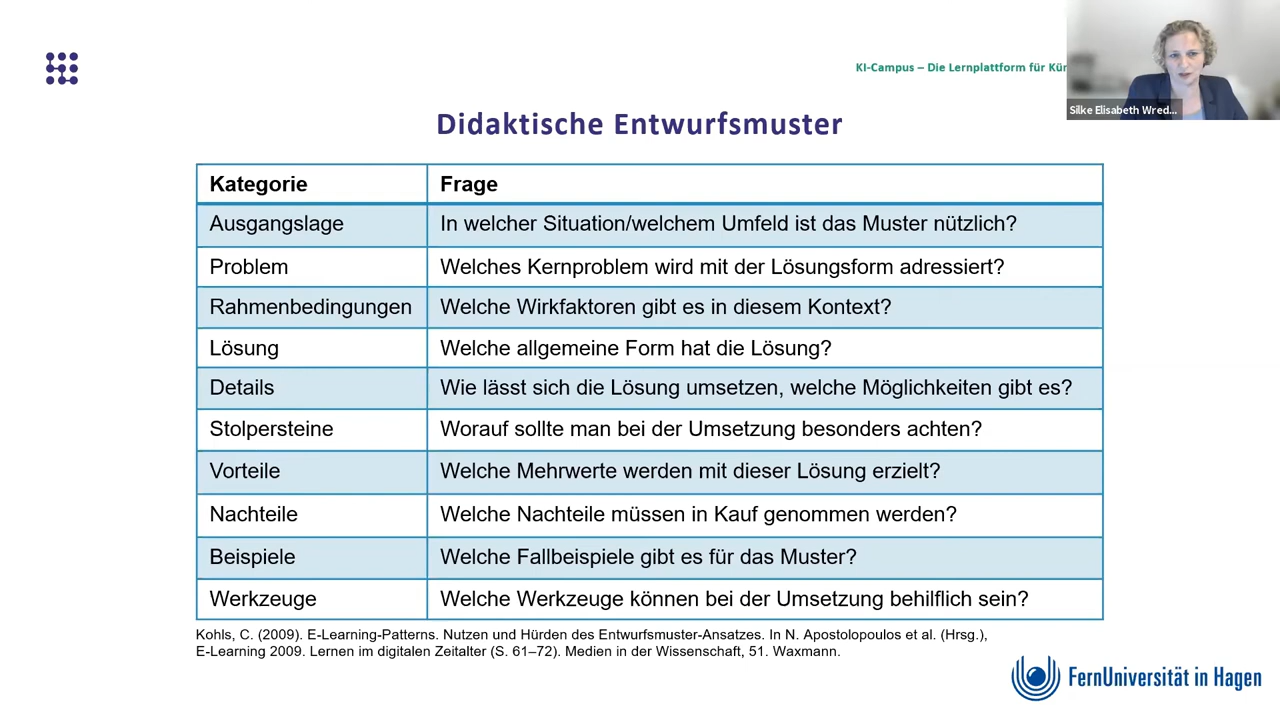 KI-Campus – Die Lernplattform für
Silke Elisabeth Wred...
Didaktische Entwurfsmuster
Kategorie Frage
Ausgangslage In welcher Situation/welchem Umfeld ist das Muster nützlich?
Problem Welches Kernproblem wird mit der Lösungsform adressiert?
Rahmenbedingungen Welche Wirkfaktoren gibt es in diesem Kontext?
Lösung Welche allgemeine Form hat die Lösung?
Details Wie lässt sich die Lösung umsetzen, welche Möglichkeiten gibt es?
Stolpersteine Worauf sollte man bei der Umsetzung besonders achten?
Vorteile Welche Mehrwerte werden mit dieser Lösung erzielt?
Nachteile Welche Nachteile müssen in Kauf genommen werden?
Beispiele Welche Fallbeispiele gibt es für das Muster?
Werkzeuge Welche Werkzeuge können bei der Umsetzung behilflich sein?
Kohls, C. (2009). E-Learning-Patterns. Nutzen und Hürden des Entwurfsmuster-Ansatzes. In N. Apostolopoulos et al. (Hrsg.),
E-Learning 2009. Lernen im digitalen Zeitalter (S. 61–72). Medien in der Wissenschaft, 51. Waxmann.
FernUniversität in Hagen